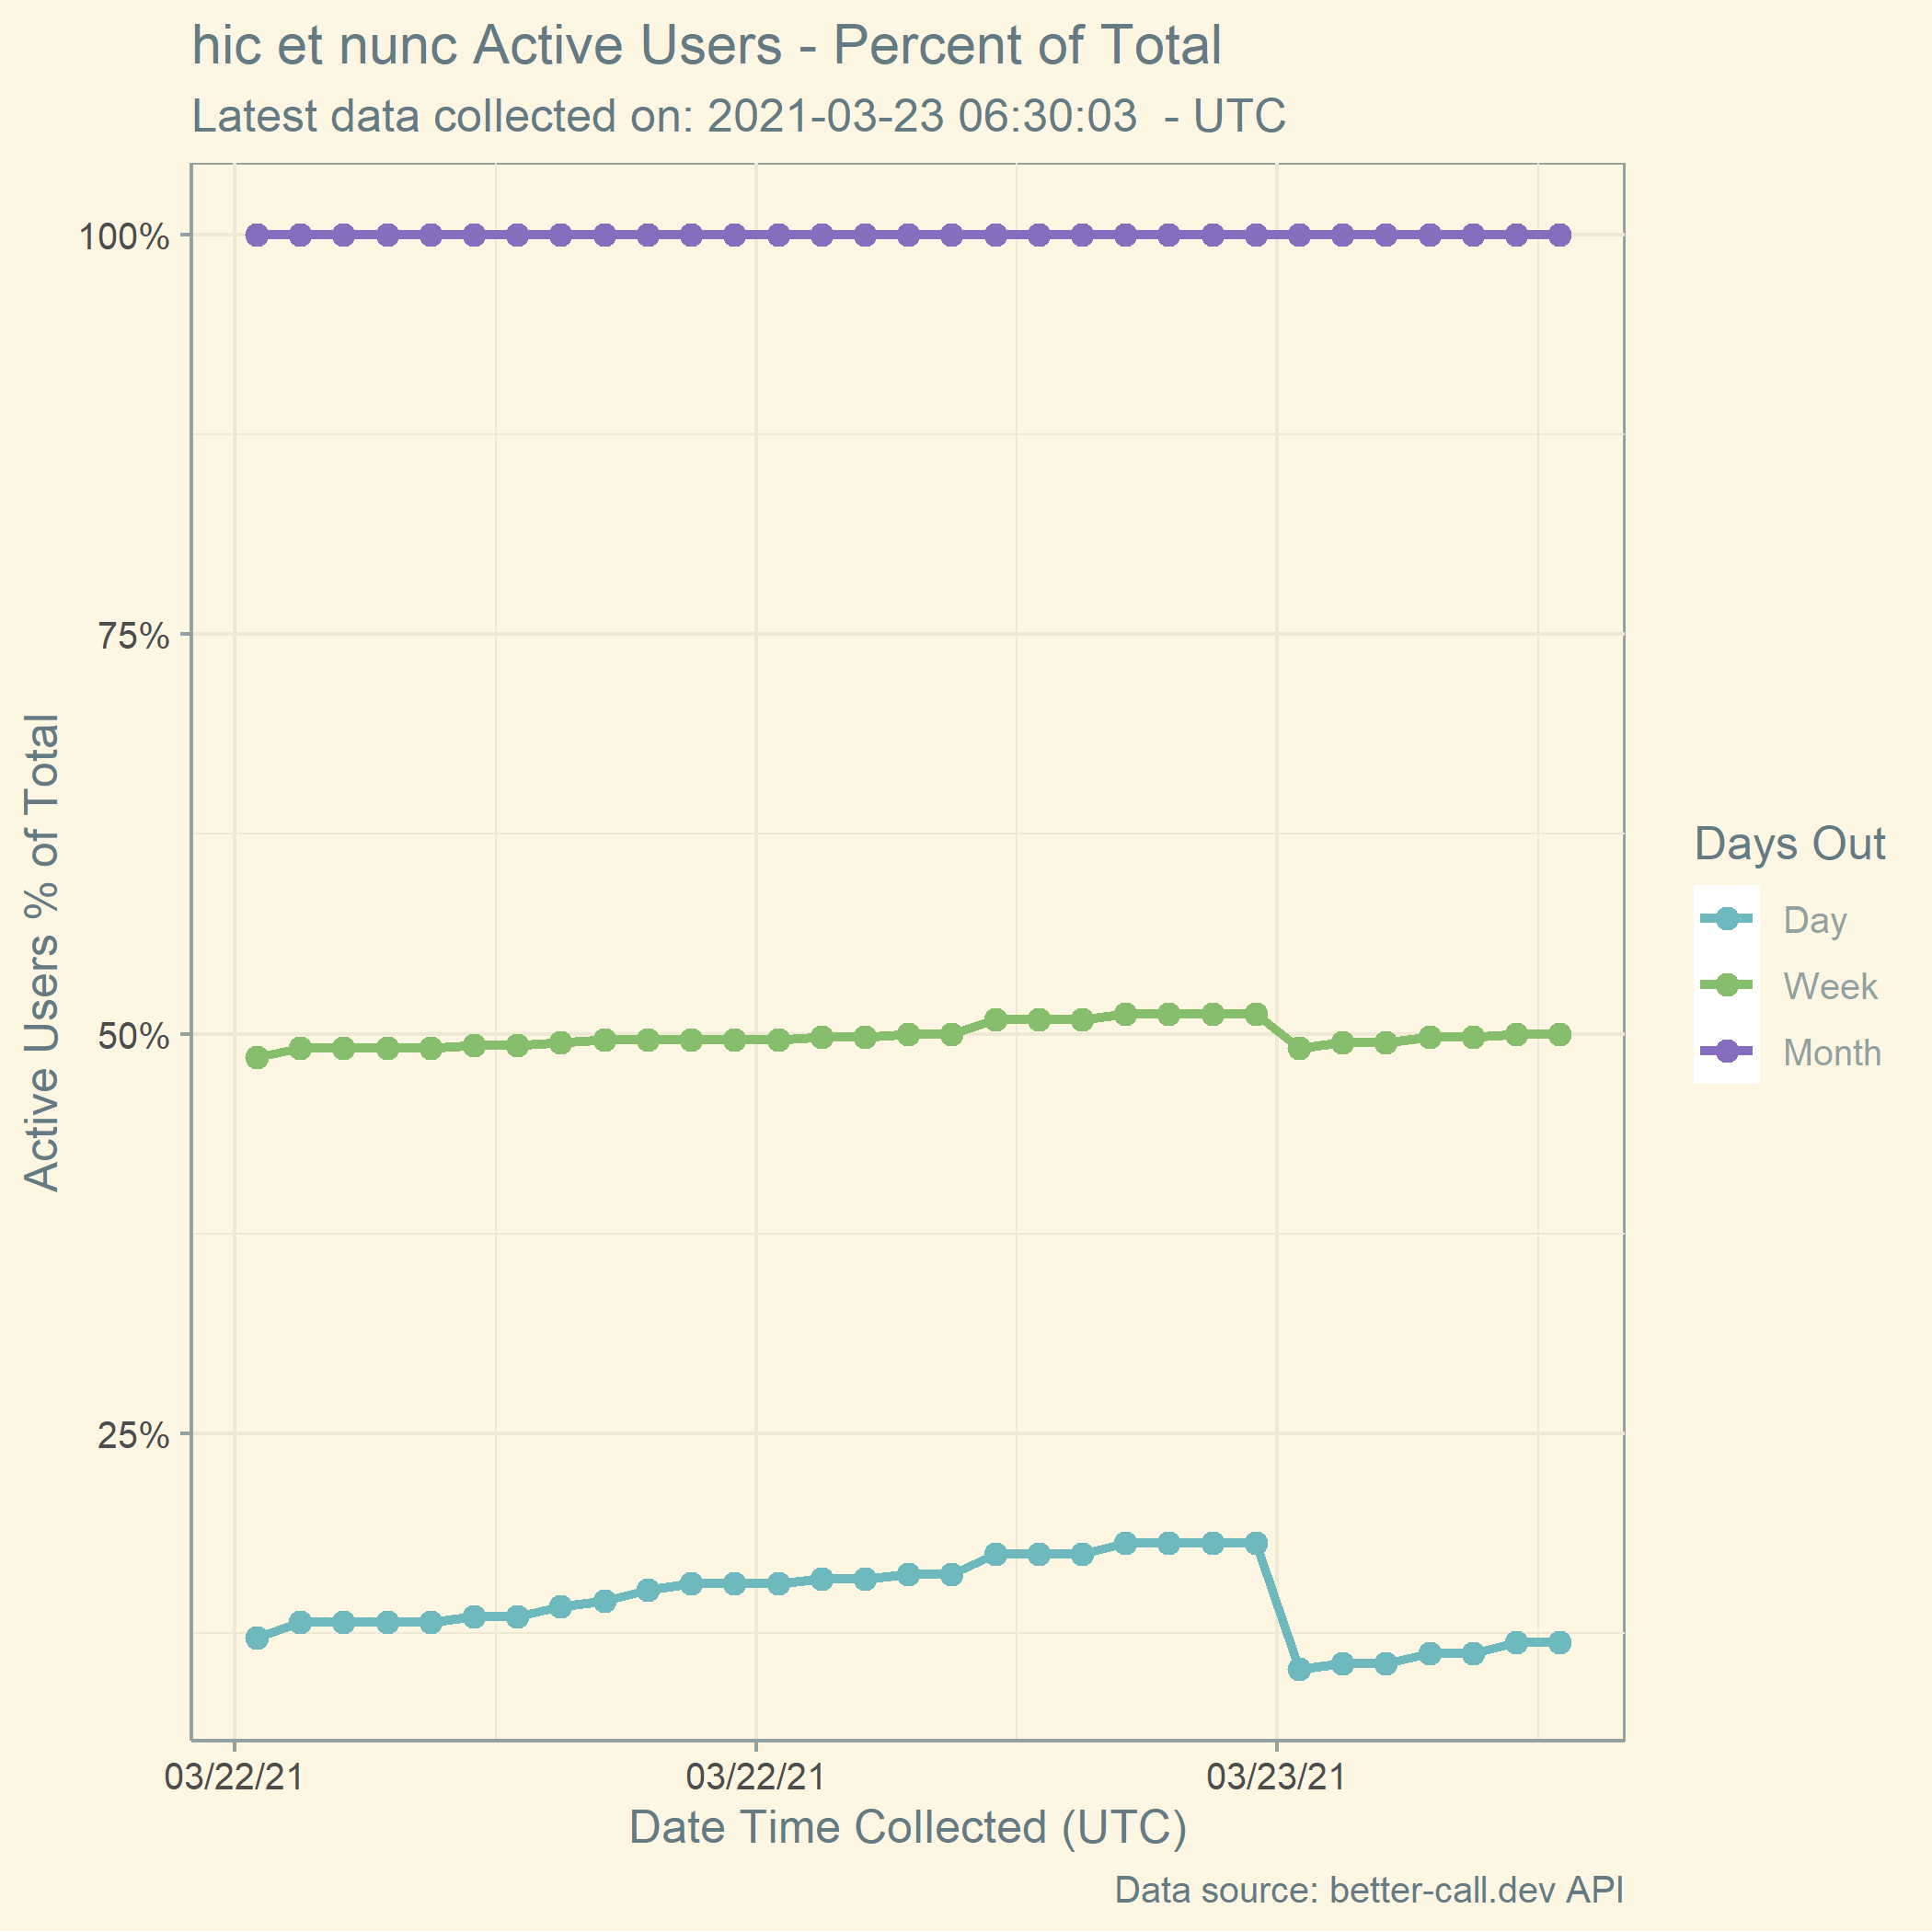 hic et nunc Active Users - Percent of Total
Latest data collected on: 2021-03-23 06:30:03  - UTC
100%
75%
50%
25%
Active Users % of Total
03/22/21 03/22/21 03/23/21
Date Time Collected (UTC)
Days Out
Day
Week
Month
Data source: better-call.dev API